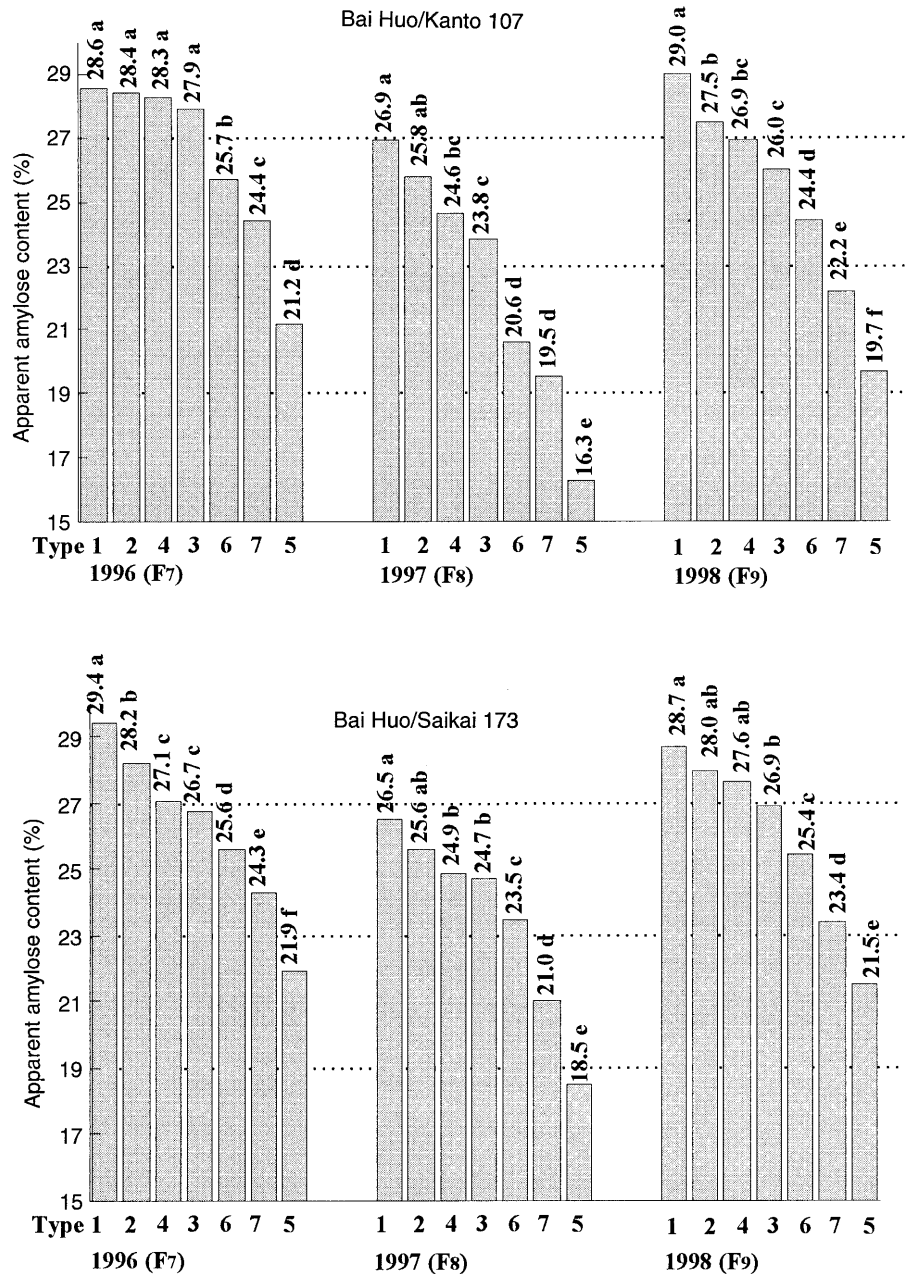 Bai Huo/Kanto 107
Apparent amylose content (%)
29
27
25
23
21
19
17
15
28.6 a
28.4 a
28.3 a
27.9 a
25.7 b
24.4 c
21.2 d
26.9 a
25.8 ab
24.6 bc
23.8 c
20.6 d
19.5 d
16.3 e
29.0 a
27.5 b
26.9 bc
26.0 c
24.4 d
22.2 e
19.7 f
Type 1 2 4 3 6 7 5 1 2 4 3 6 7 5 1 2 4 3 6 7 5
1996 (F7) 1997 (F8) 1998 (F9)
Bai Huo/Saikai 173
Apparent amylose content (%)
29
27
25
23
21
19
17
15
29.4 a
28.2 b
27.1 c
26.7 c
25.6 d
24.3 e
21.9 f
26.5 a
25.6 ab
24.9 b
24.7 b
23.5 c
21.0 d
18.5 e
28.7 a
28.0 ab
27.6 ab
26.9 b
25.4 c
23.4 d
21.5 e
Type 1 2 4 3 6 7 5 1 2 4 3 6 7 5 1 2 4 3 6 7 5
1996 (F7) 1997 (F8) 1998 (F9)